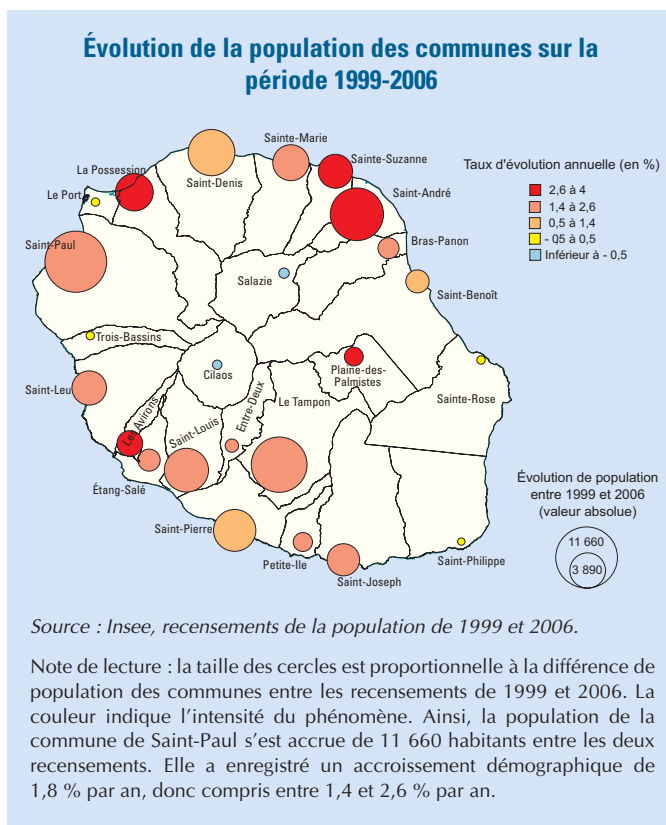 Évolution de la population des communes sur la
période 1999-2006
Sainte-Marie
La Possession
Saint-Denis
Sainte-Suzanne
Le Port
Saint-André
Saint-Paul
Bras-Panon
Salazie
Saint-Benoît
Trois-Bassins
Cilaos
Plaine-des-
Palmistes
Saint-Leu
Les Avirons
Saint-Louis
Entre-Deux
Le Tampon
Sainte-Rose
Étang-Salé
Saint-Pierre
Petite-Ile
Saint-Joseph
Saint-Philippe
Taux d'évolution annuelle (en %)
2,6 à 4
1,4 à 2,6
0,5 à 1,4
- 05 à 0,5
Inférieur à - 0,5
Évolution de population
entre 1999 et 2006
(valeur absolue)
11 660
3 890
Source : Insee, recensements de la population de 1999 et 2006.
Note de lecture : la taille des cercles est proportionnelle à la différence de
population des communes entre les recensements de 1999 et 2006. La
couleur indique l'intensité du phénomène. Ainsi, la population de la
commune de Saint-Paul s'est accrue de 11 660 habitants entre les deux
recensements. Elle a enregistré un accroissement démographique de
1,8 % par an, donc compris entre 1,4 et 2,6 % par an.